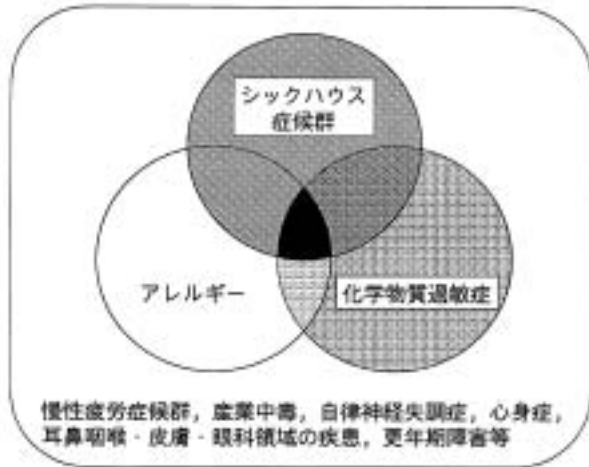 シックハウス
症候群
アレルギー
化学物質過敏症
慢性疲労症候群，産業中毒，自律神経失調症，心身症，
耳鼻咽喉・皮膚・眼科領域の疾患，更年期障害等